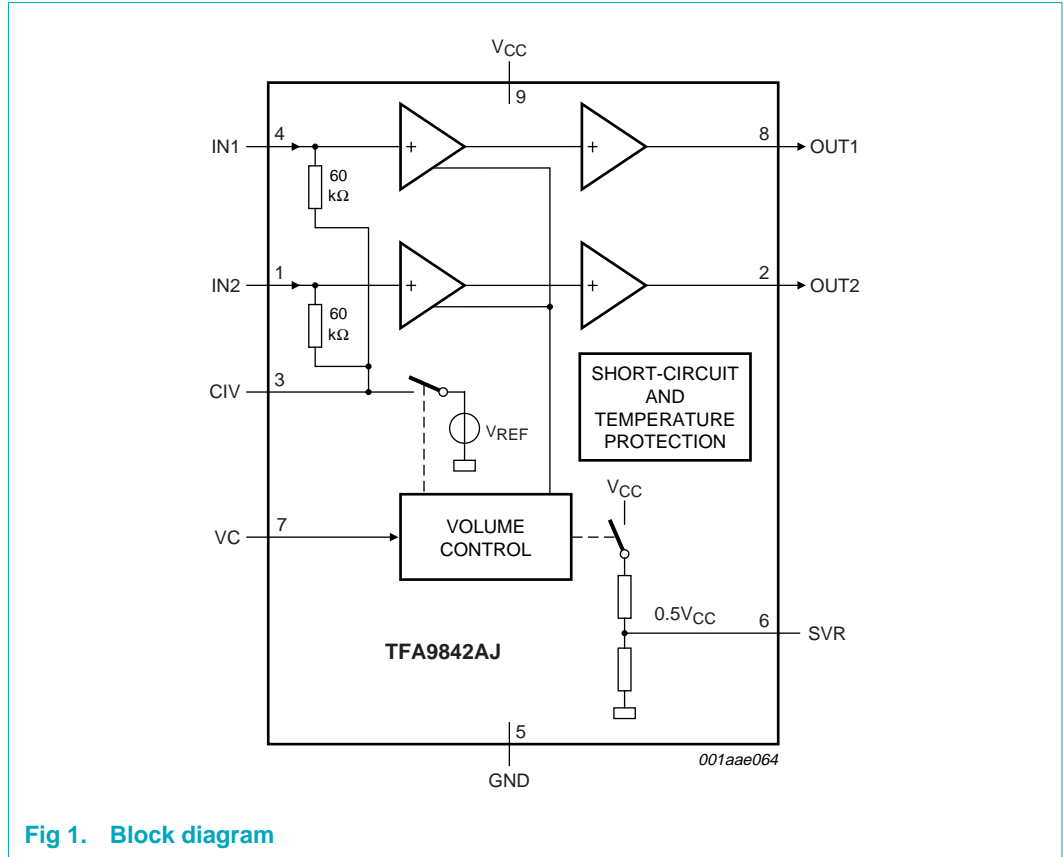 VCC
9
IN1
4
+
+
8
OUT1
60
kΩ
IN2
1
+
+
2
OUT2
60
kΩ
CIV
3
VREF
SHORT-CIRCUIT
AND
TEMPERATURE
PROTECTION
VCC
VC
7
VOLUME
CONTROL
0.5VCC
6
SVR
TFA9842AJ
5
GND
001aae064
Fig 1. Block diagram